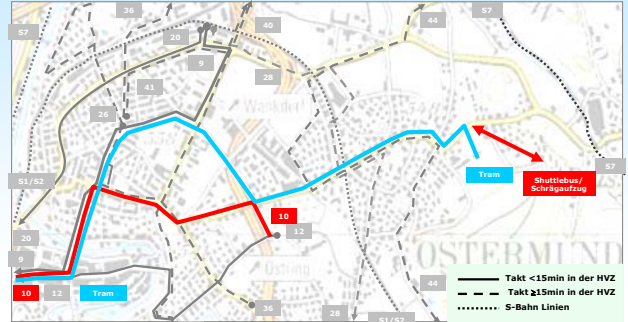 36
40
44
S7
S7
20
9
28
41
Wankdorf
26
S1/S2
Tram
Shuttlebus/
Schrägaufzug
S7
10
12
20
9
Ostring
OSTERMUND
10
12
Tram
36
28
S1/S2
44
Takt <15min in der HVZ
Takt ≥15min in der HVZ
S-Bahn Linien